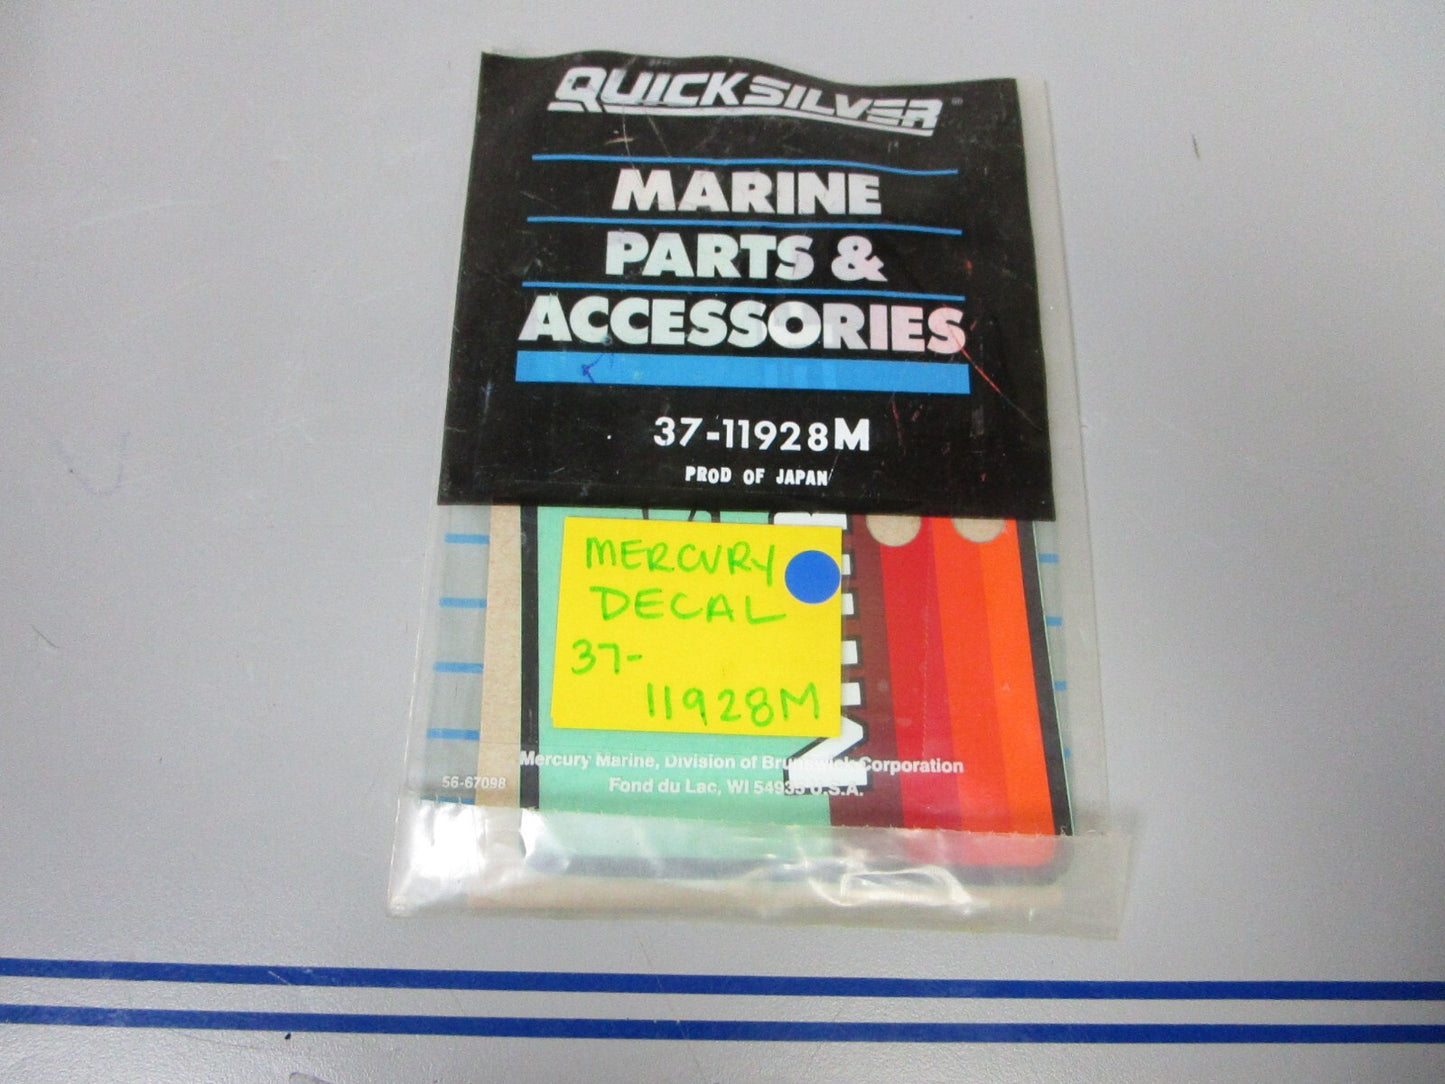 QUICKSILVER®
MARINE
PARTS &
ACCESSORIES
37-11928M
PROD OF JAPAN
MERCURY
DECAL
37-
11928M
Mercury Marine, Division of Brunswick Corporation
56-67098
Fond du Lac, WI 54935 U.S.A.